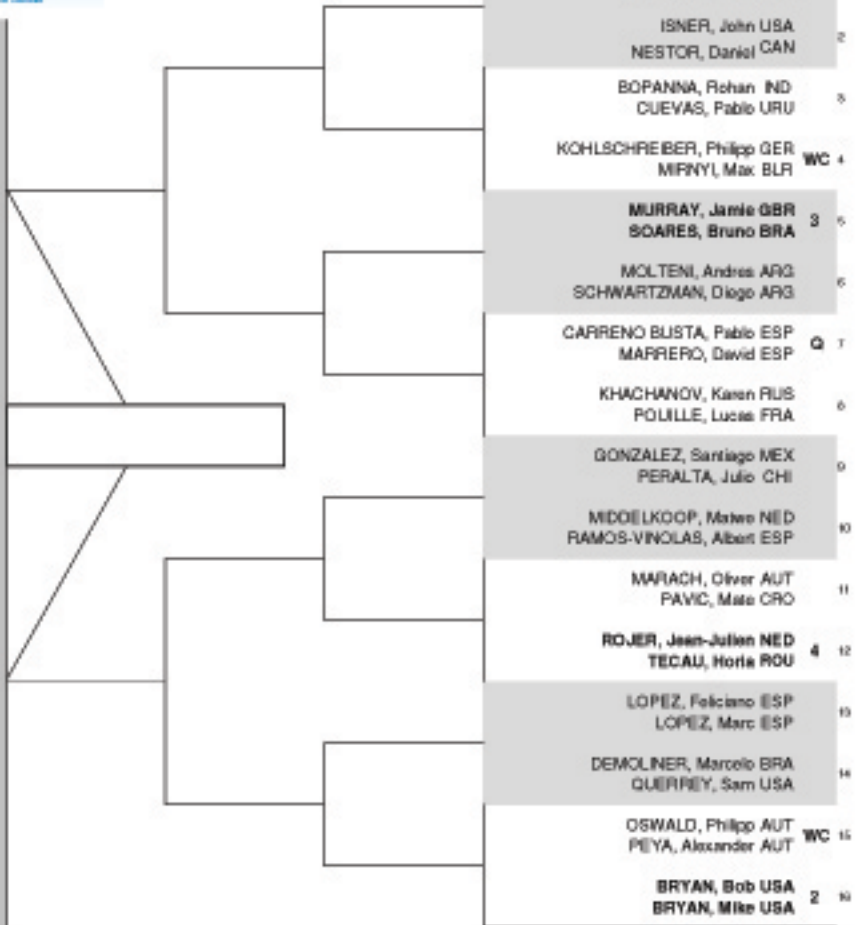 ISNER, John USA
NESTOR, Daniel CAN
2
BOPANNA, Rohan IND
CUEVAS, Pablo URU
3
KOHLSCHREIBER, Philipp GER
MIRNYI, Max BLR
WC 4
MURRAY, Jamie GBR
SOARES, Bruno BRA
3 5
MOLTENI, Andres ARG
SCHWARTZMAN, Diego ARG
6
CARRENO BUSTA, Pablo ESP
MARRERO, David ESP
Q 7
KHACHANOV, Karen RUS
POUILLE, Lucas FRA
8
GONZALEZ, Santiago MEX
PERALTA, Julio CHI
9
MIDDELKOOP, Matwe NED
RAMOS-VINOLAS, Albert ESP
10
MARACH, Oliver AUT
PAVIC, Mate CRO
11
ROJER, Jean-Julien NED
TECAU, Horia ROU
4 12
LOPEZ, Feliciano ESP
LOPEZ, Marc ESP
13
DEMOLINER, Marcelo BRA
QUERREY, Sam USA
14
OSWALD, Philipp AUT
PEYA, Alexander AUT
WC 15
BRYAN, Bob USA
BRYAN, Mike USA
2 16